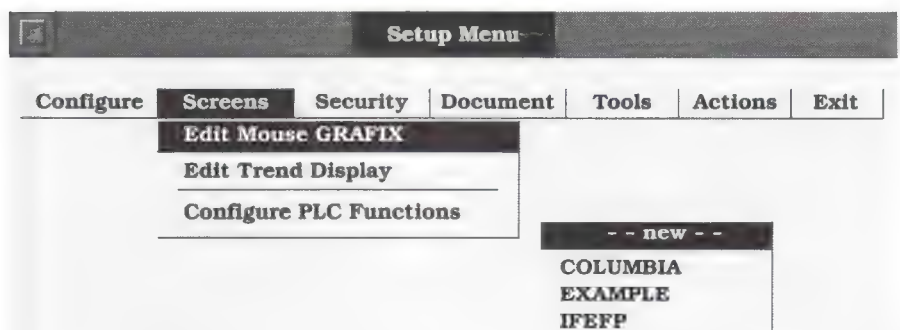 Setup Menu
Configure Screens Security Document Tools Actions Exit
Edit Mouse GRAFIX
Edit Trend Display
Configure PLC Functions
- - new - -
COLUMBIA
EXAMPLE
IFEFP